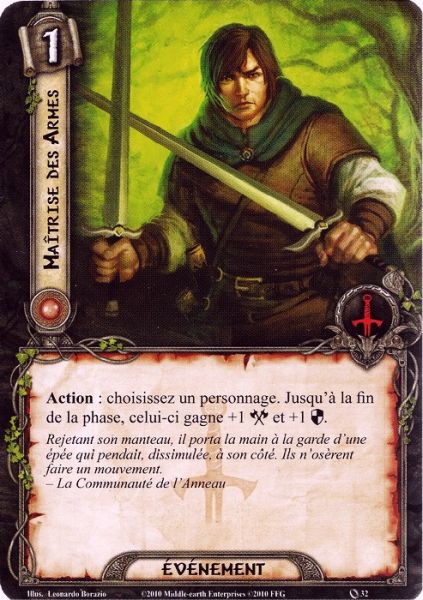 1
MAÎTRISE DES ARMES
Action : choisissez un personnage. Jusqu'à la fin
de la phase, celui-ci gagne +1 et +1 .
Rejetant son manteau, il porta la main à la garde d'une
épée qui pendait, dissimulée, à son côté. Ils n'osèrent
faire un mouvement.
– La Communauté de l'Anneau
ÉVÉNEMENT
Illus. Leonardo Borazio ©2010 Middle-earth Enterprises ©2010 FFG 32